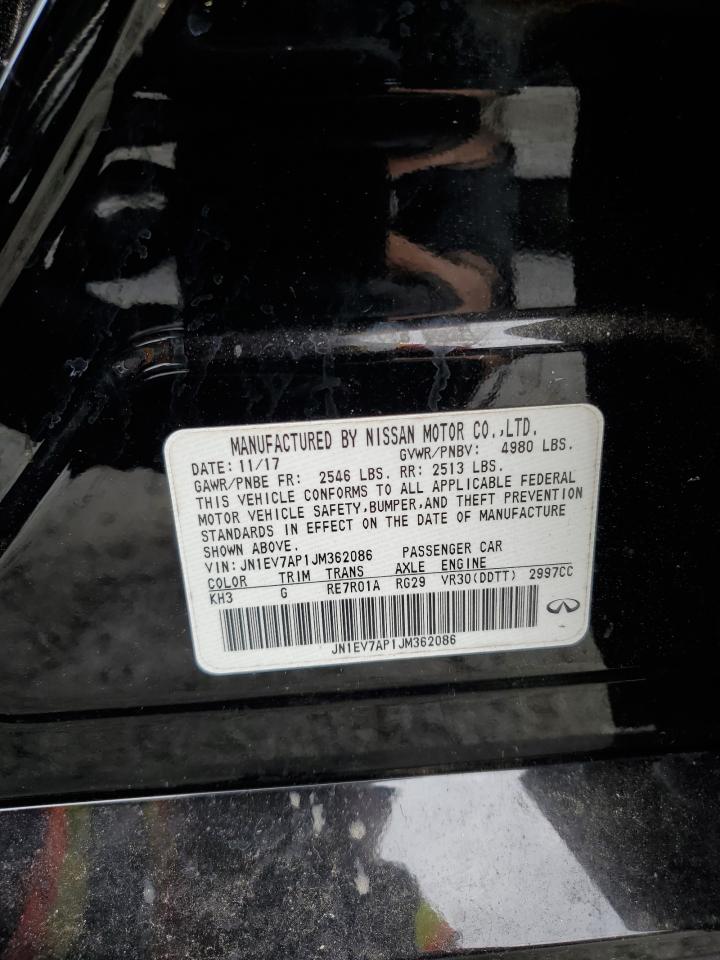 MANUFACTURED BY NISSAN MOTOR CO.,LTD.
DATE: 11/17 GVWR/PNBV: 4980 LBS.
GAWR/PNBE FR: 2546 LBS. RR: 2513 LBS.
THIS VEHICLE CONFORMS TO ALL APPLICABLE FEDERAL
MOTOR VEHICLE SAFETY,BUMPER,AND THEFT PREVENTION
STANDARDS IN EFFECT ON THE DATE OF MANUFACTURE
SHOWN ABOVE.
VIN: JN1EV7AP1JM362086 PASSENGER CAR
COLOR TRIM TRANS AXLE ENGINE
KH3 G RE7R01A RG29 VR30(DDTT) 2997CC
JN1EV7AP1JM362086